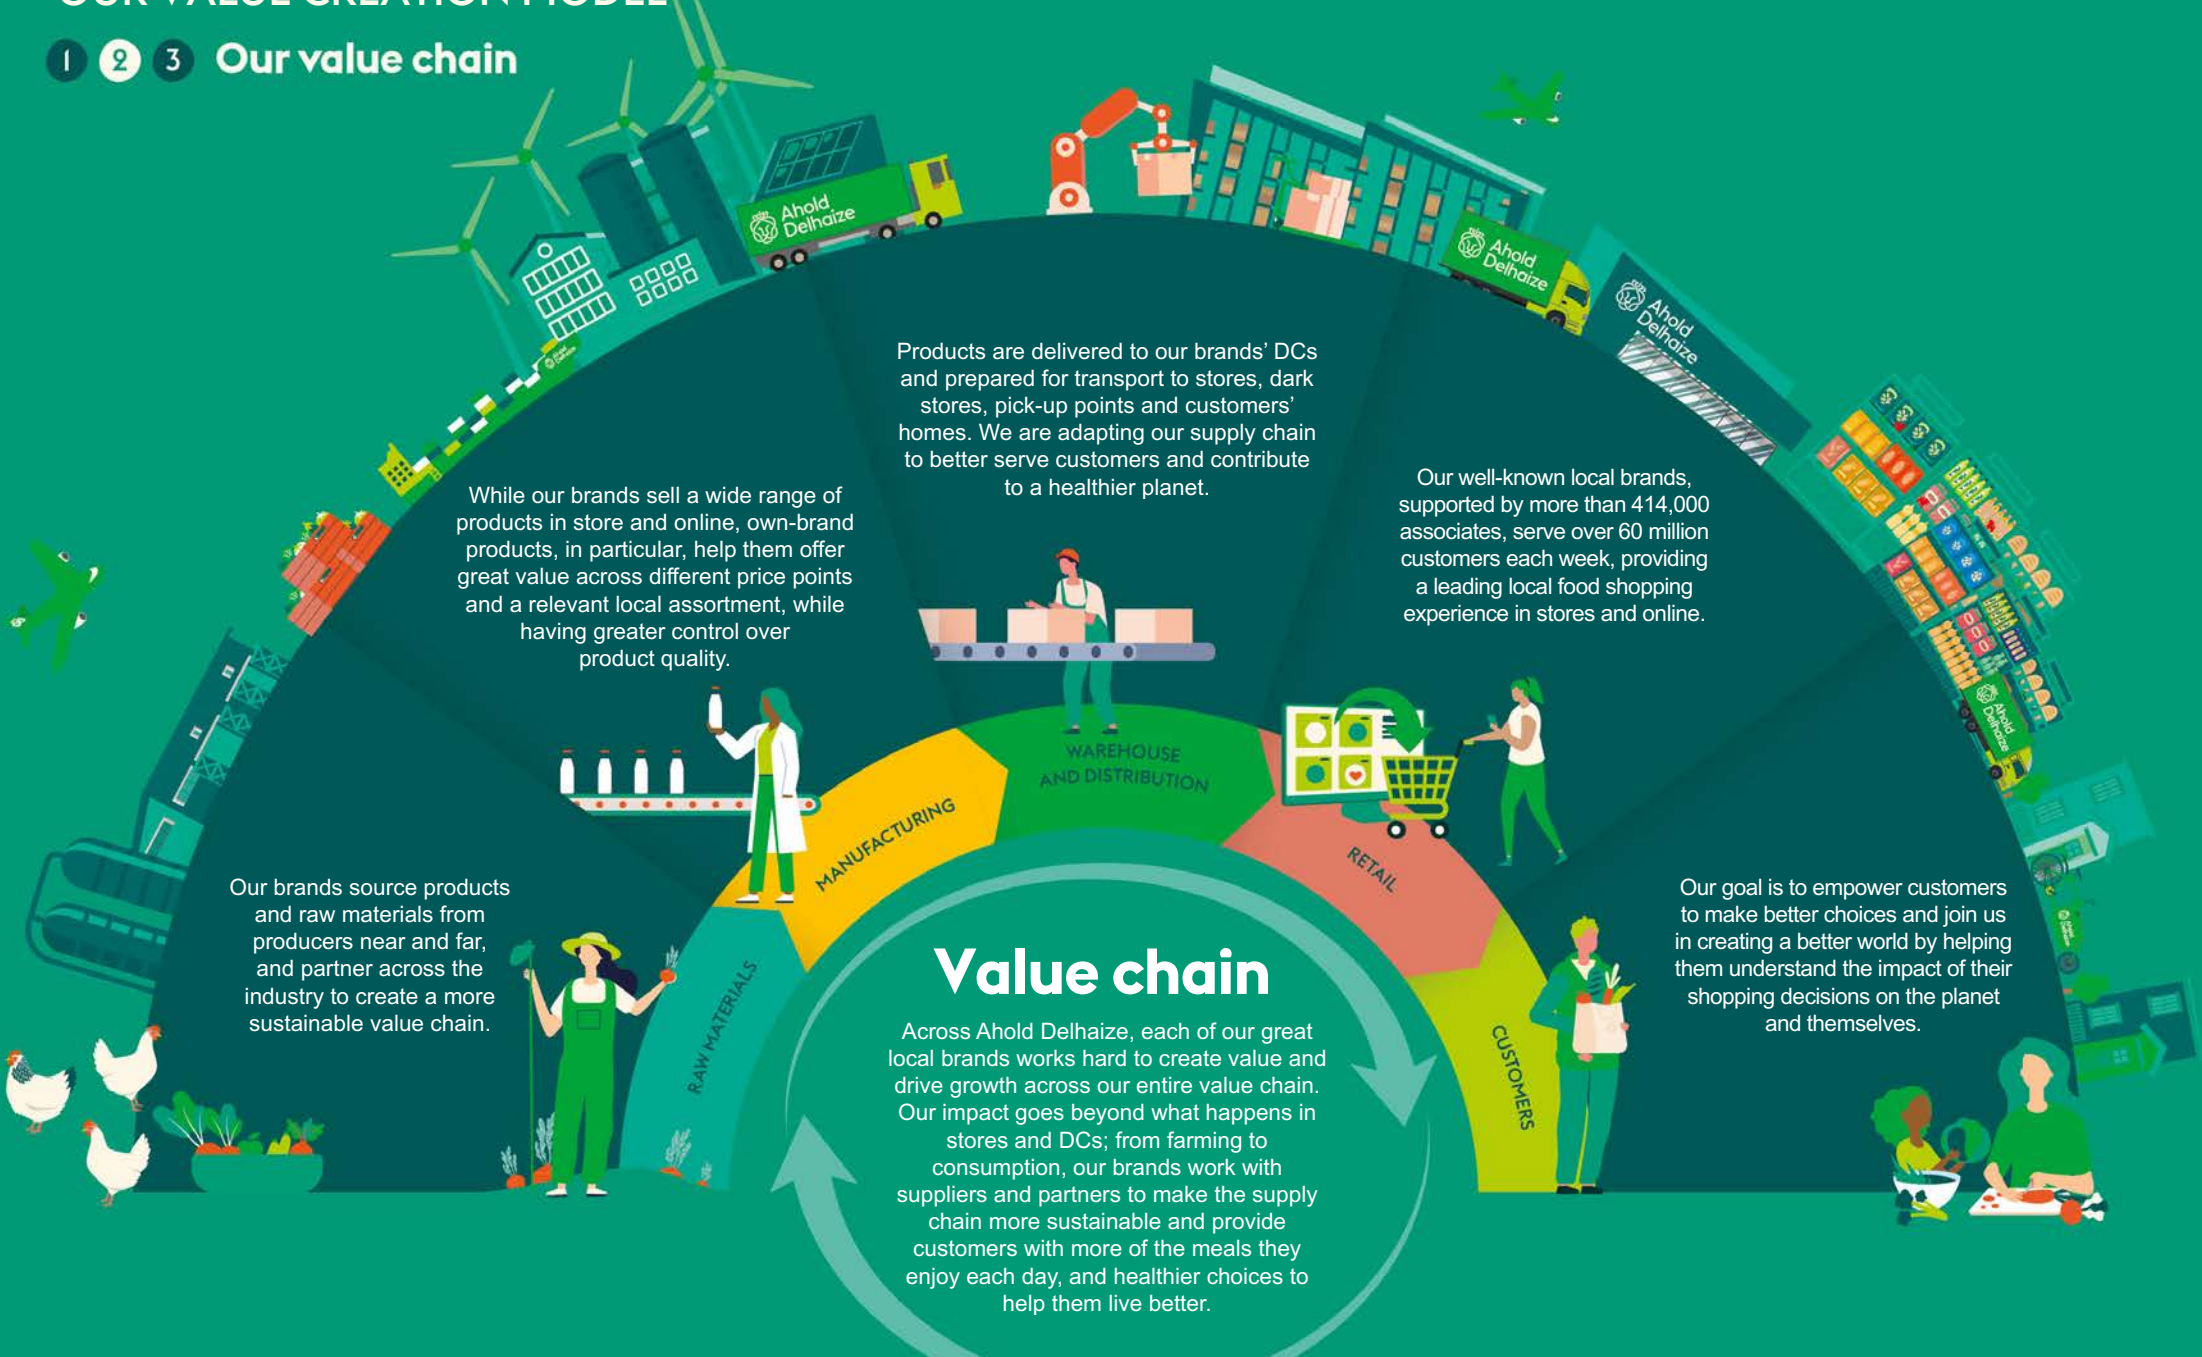 OUR VALUE CREATION MODEL
1 2 3 Our value chain
Ahold
Delhaize
Ahold
Delhaize
Ahold
Delhaize
Ahold
Delhaize
Our brands source products
and raw materials from
producers near and far,
and partner across the
industry to create a more
sustainable value chain.
While our brands sell a wide range of
products in store and online, own-brand
products, in particular, help them offer
great value across different price points
and a relevant local assortment, while
having greater control over
product quality.
Products are delivered to our brands’ DCs
and prepared for transport to stores, dark
stores, pick-up points and customers’
homes. We are adapting our supply chain
to better serve customers and contribute
to a healthier planet.
Our well-known local brands,
supported by more than 414,000
associates, serve over 60 million
customers each week, providing
a leading local food shopping
experience in stores and online.
Our goal is to empower customers
to make better choices and join us
in creating a better world by helping
them understand the impact of their
shopping decisions on the planet
and themselves.
RAW MATERIALS
MANUFACTURING
WAREHOUSE
AND DISTRIBUTION
RETAIL
CUSTOMERS
Value chain
Across Ahold Delhaize, each of our great
local brands works hard to create value and
drive growth across our entire value chain.
Our impact goes beyond what happens in
stores and DCs; from farming to
consumption, our brands work with
suppliers and partners to make the supply
chain more sustainable and provide
customers with more of the meals they
enjoy each day, and healthier choices to
help them live better.